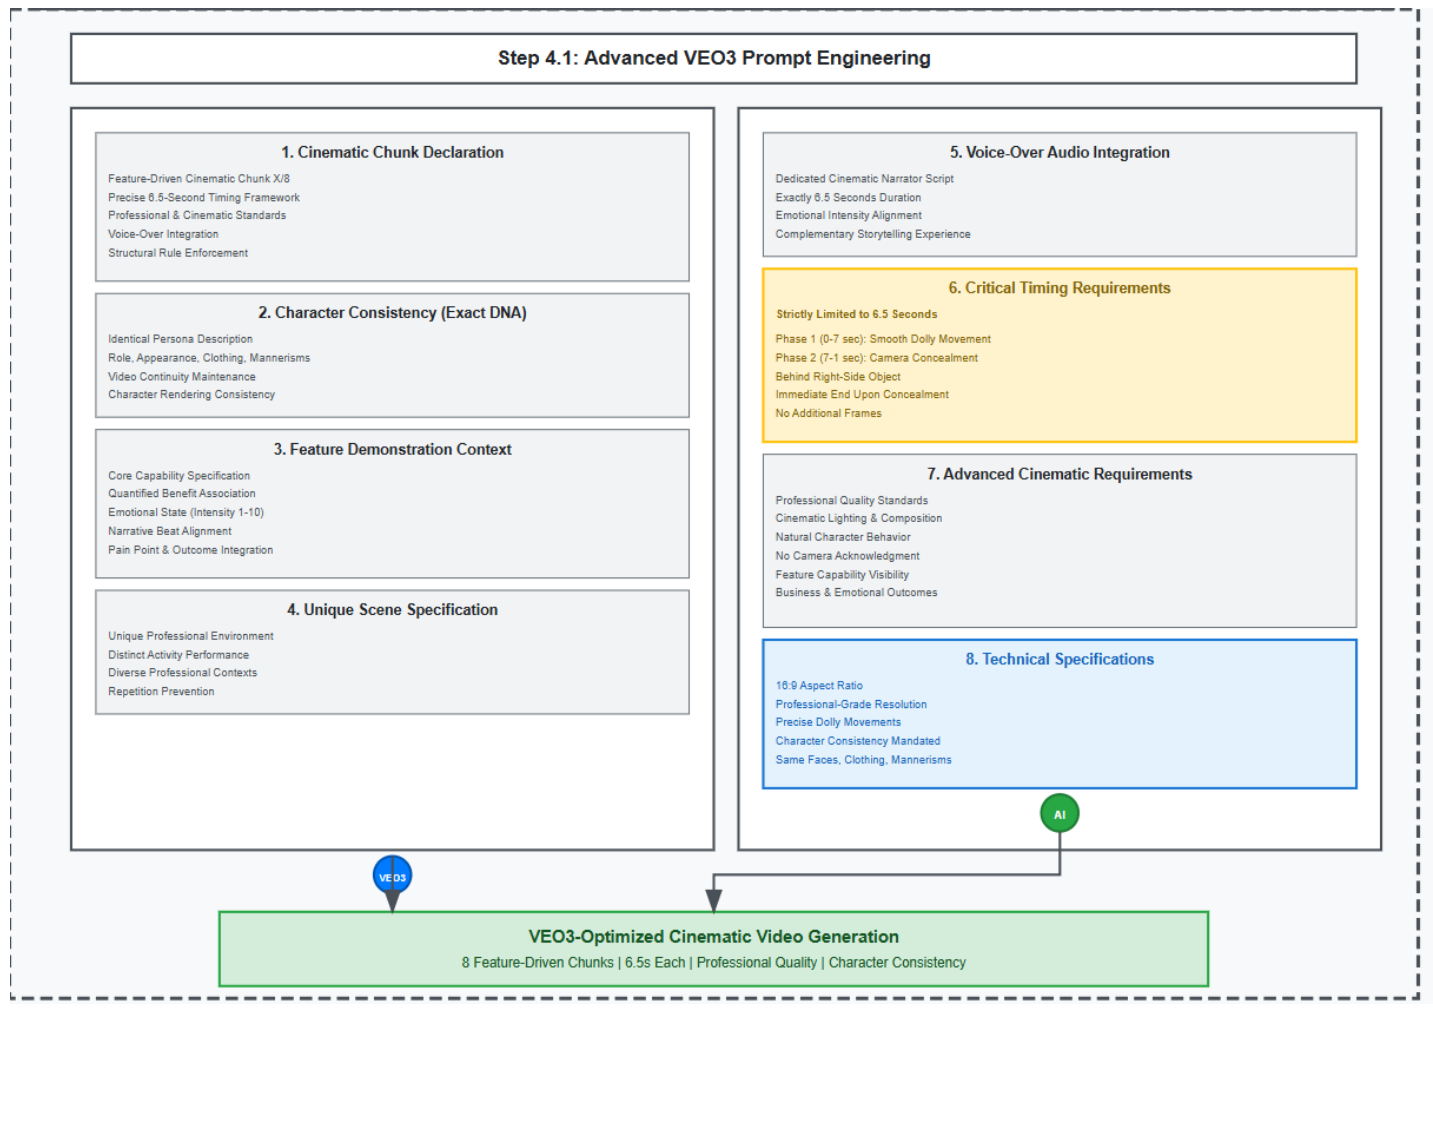 Step 4.1: Advanced VEO3 Prompt Engineering
1. Cinematic Chunk Declaration
Feature-Driven Cinematic Chunk X/8
Precise 6.5-Second Timing Framework
Professional & Cinematic Standards
Voice-Over Integration
Structural Rule Enforcement
2. Character Consistency (Exact DNA)
Identical Persona Description
Role, Appearance, Clothing, Mannerisms
Video Continuity Maintenance
Character Rendering Consistency
3. Feature Demonstration Context
Core Capability Specification
Quantified Benefit Association
Emotional State (Intensity 1-10)
Narrative Beat Alignment
Pain Point & Outcome Integration
4. Unique Scene Specification
Unique Professional Environment
Distinct Activity Performance
Diverse Professional Contexts
Repetition Prevention
5. Voice-Over Audio Integration
Dedicated Cinematic Narrator Script
Exactly 6.5 Seconds Duration
Emotional Intensity Alignment
Complementary Storytelling Experience
6. Critical Timing Requirements
Strictly Limited to 6.5 Seconds
Phase 1 (0-7 sec): Smooth Dolly Movement
Phase 2 (7-1 sec): Camera Concealment
Behind Right-Side Object
Immediate End Upon Concealment
No Additional Frames
7. Advanced Cinematic Requirements
Professional Quality Standards
Cinematic Lighting & Composition
Natural Character Behavior
No Camera Acknowledgment
Feature Capability Visibility
Business & Emotional Outcomes
8. Technical Specifications
16:9 Aspect Ratio
Professional-Grade Resolution
Precise Dolly Movements
Character Consistency Mandated
Same Faces, Clothing, Mannerisms
AI
VEO3
VEO3-Optimized Cinematic Video Generation
8 Feature-Driven Chunks | 6.5s Each | Professional Quality | Character Consistency